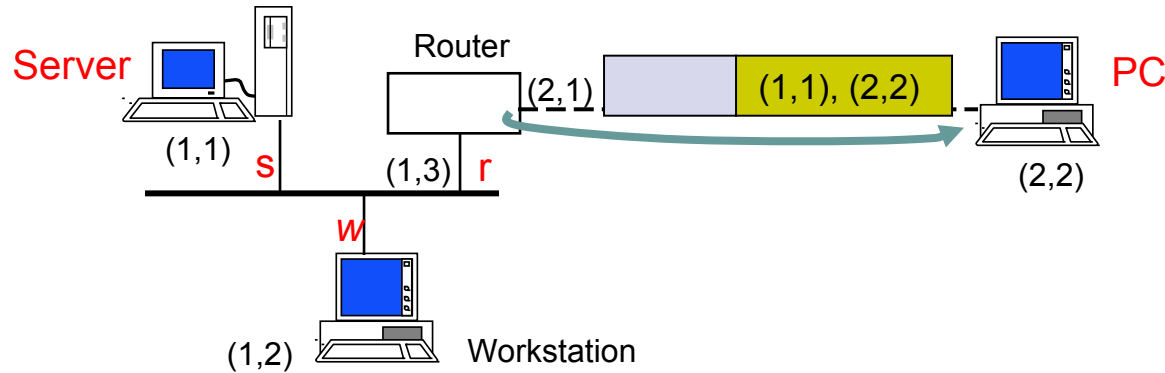 Server
Router
PC
(2,1)
(1,1), (2,2)
(1,1)
s
(1,3)
r
(2,2)
w
(1,2)
Workstation